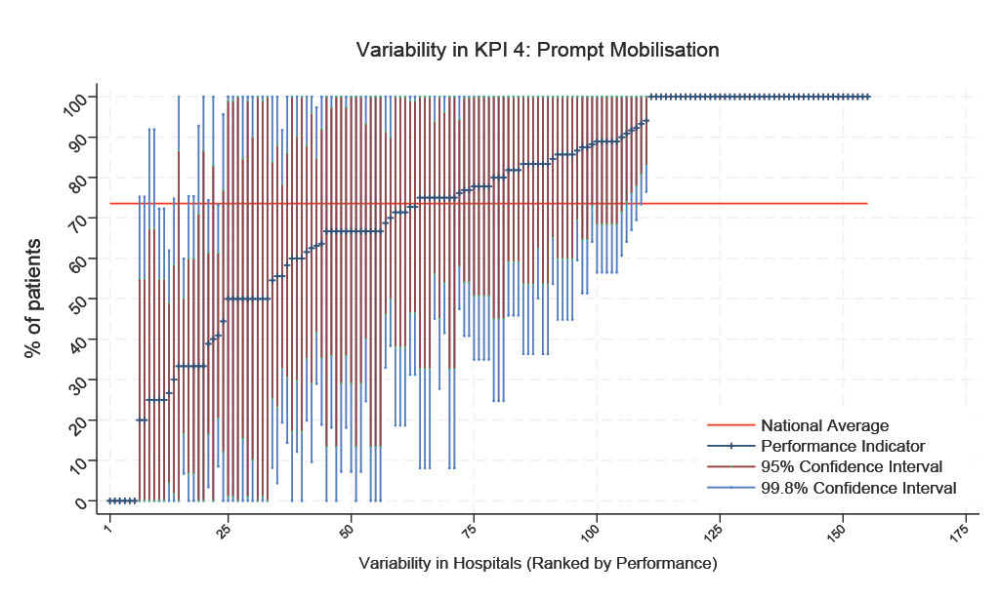 Variability in KPI 4: Prompt Mobilisation
% of patients
100
90
80
70
60
50
40
30
20
10
0
1 25 50 75 100 125 150 175
National Average
Performance Indicator
95% Confidence Interval
99.8% Confidence Interval
Variability in Hospitals (Ranked by Performance)